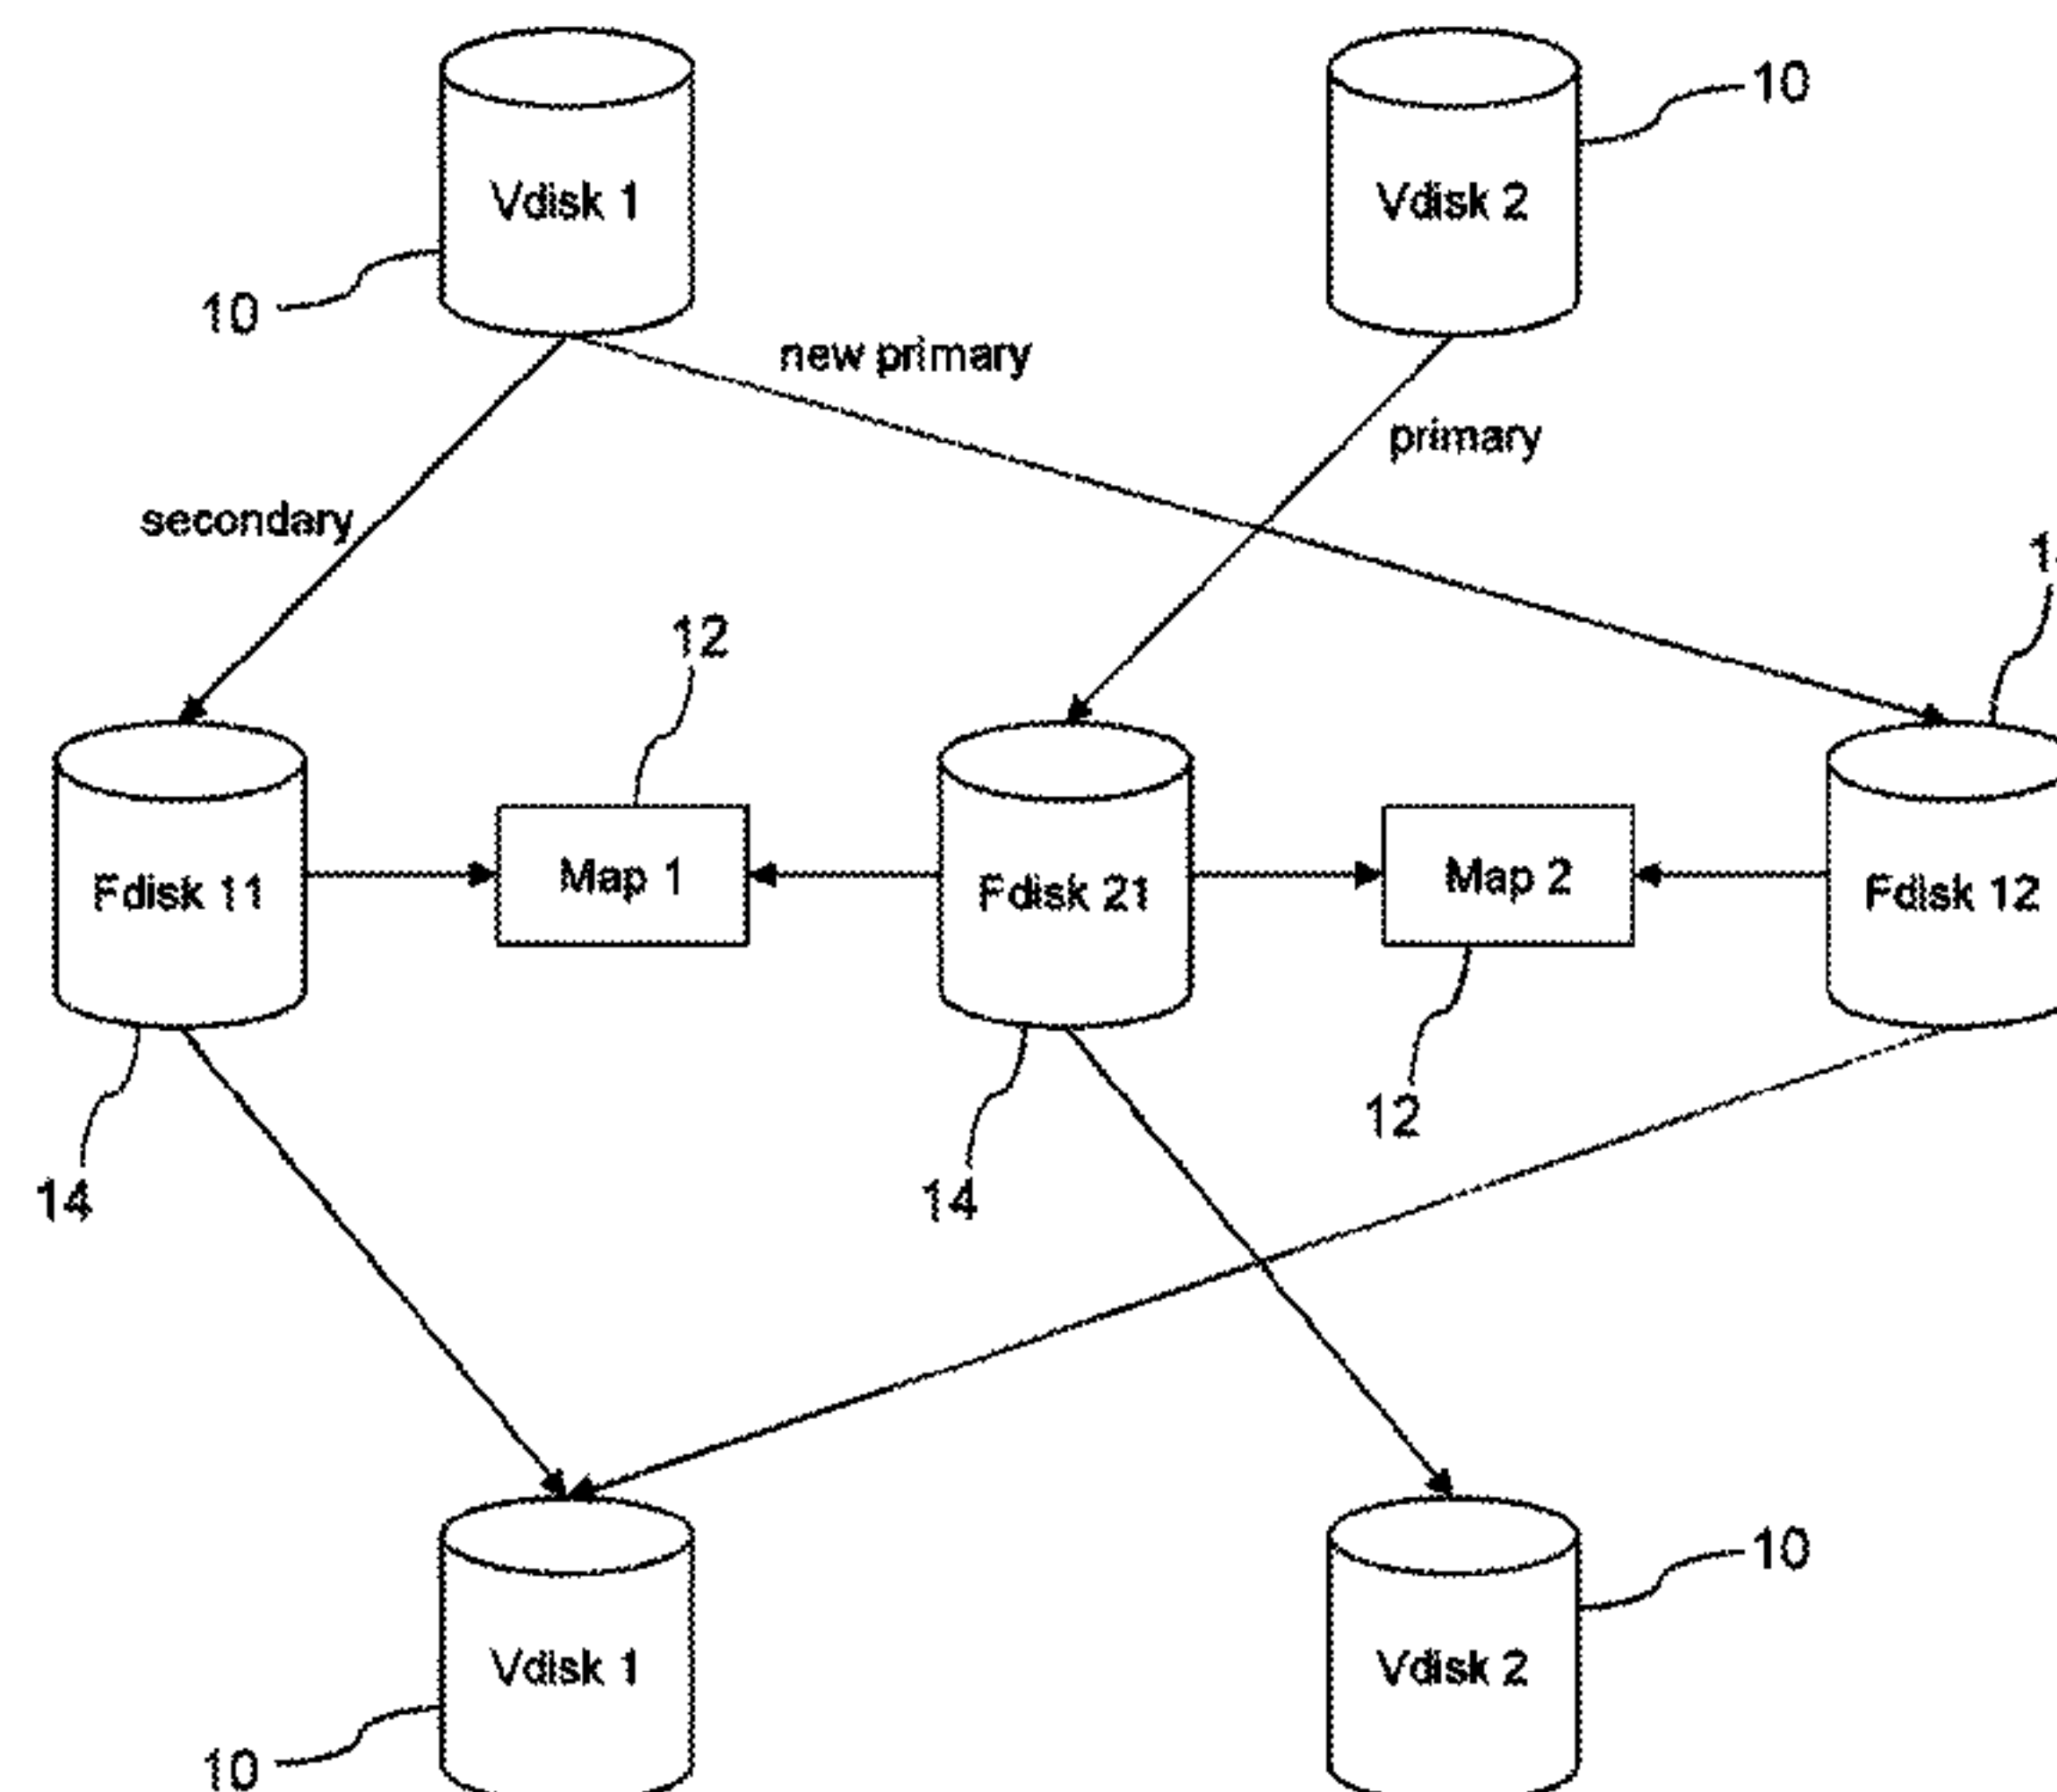 10
Vdisk 1
Vdisk 2
10
new primary
primary
secondary
12
Fdisk 11
Map 1
Fdisk 21
Map 2
Fdisk 12
12
14
14
10
Vdisk 1
Vdisk 2
10